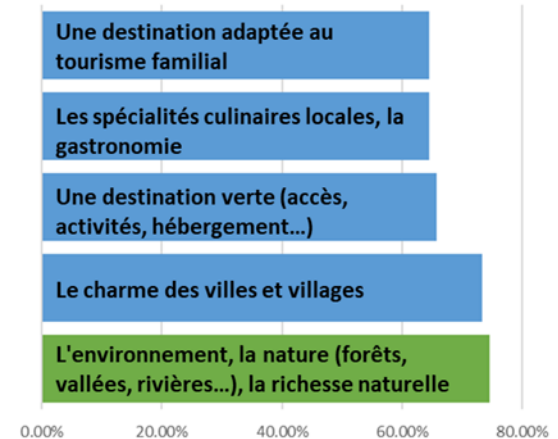 Une destination adaptée au
tourisme familial
Les spécialités culinaires locales, la
gastronomie
Une destination verte (accès,
activités, hébergement...)
Le charme des villes et villages
L'environnement, la nature (forêts,
vallées, rivières...), la richesse naturelle
0.00% 20.00% 40.00% 60.00% 80.00%